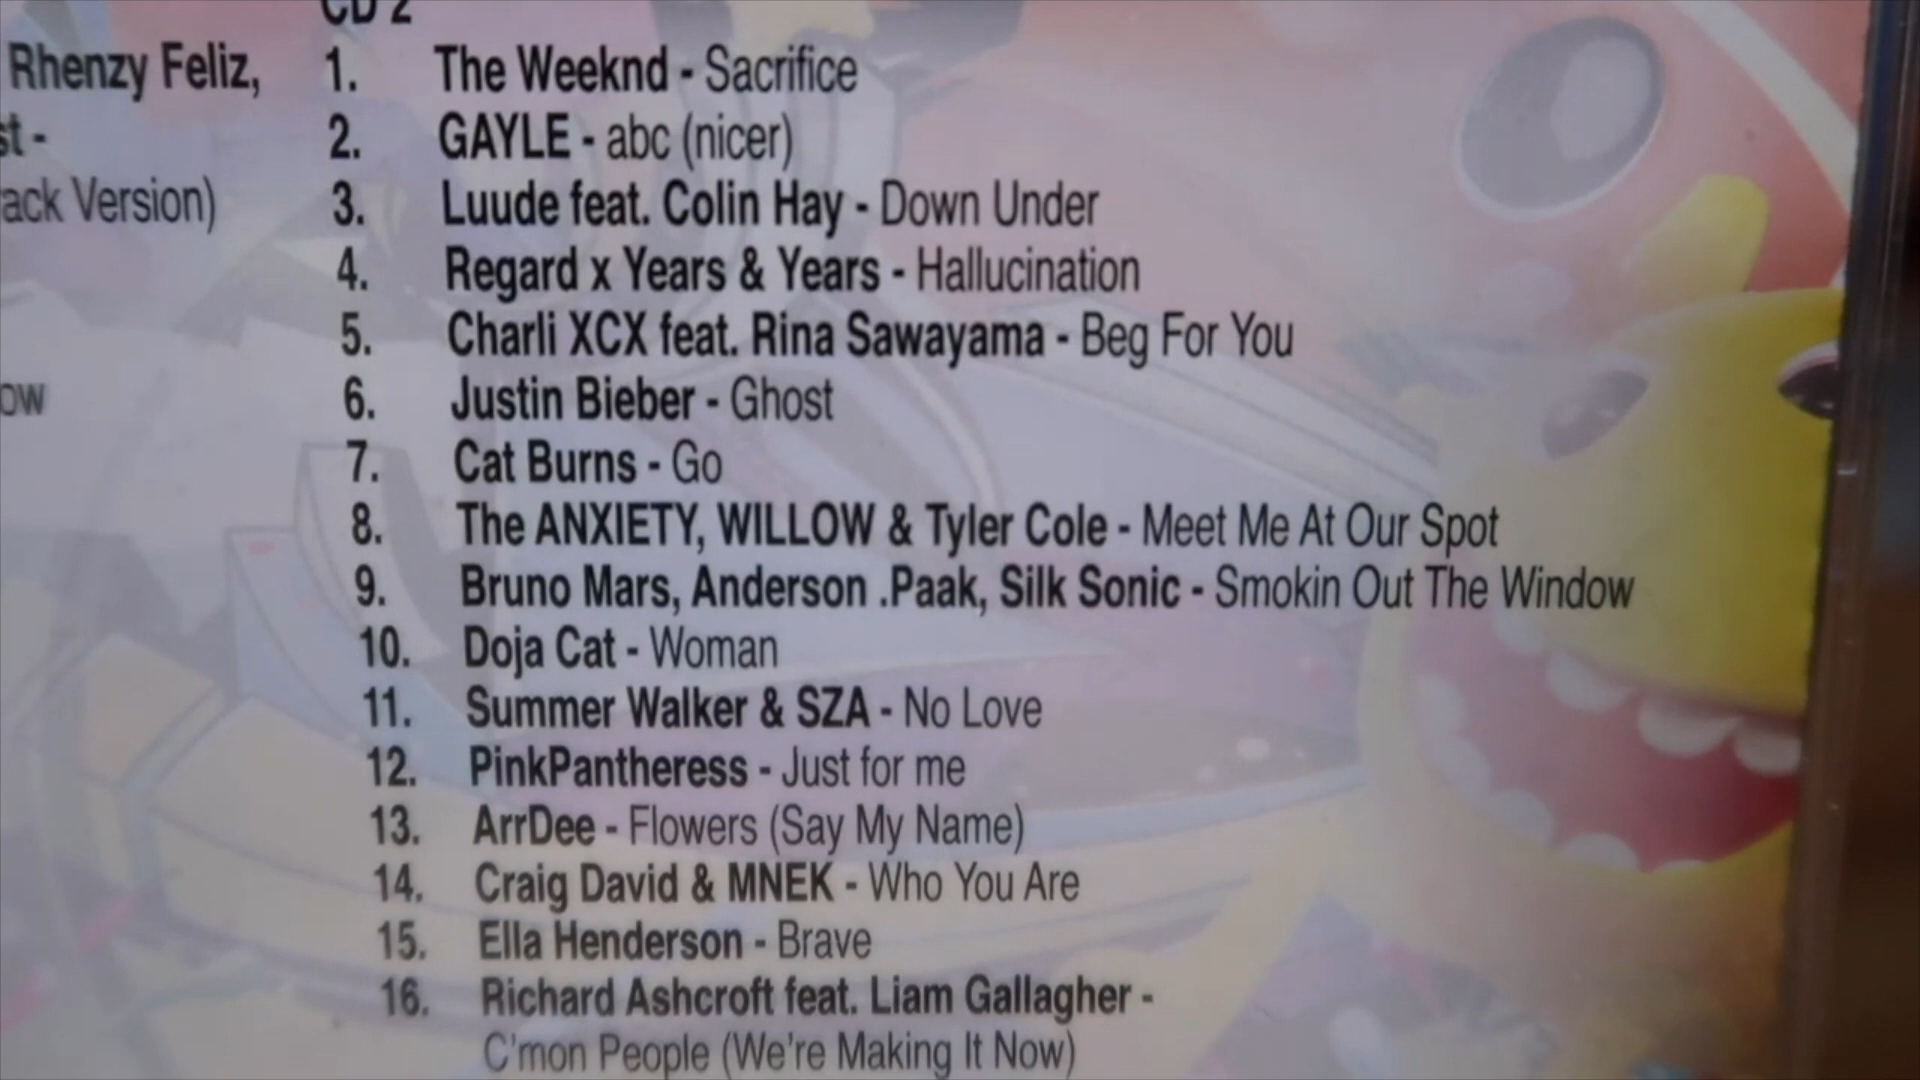 CD 2
Rhenzy Feliz,
st -
ack Version)
ow
1. The Weeknd - Sacrifice
2. GAYLE - abc (nicer)
3. Luude feat. Colin Hay - Down Under
4. Regard x Years & Years - Hallucination
5. Charli XCX feat. Rina Sawayama - Beg For You
6. Justin Bieber - Ghost
7. Cat Burns - Go
8. The ANXIETY, WILLOW & Tyler Cole - Meet Me At Our Spot
9. Bruno Mars, Anderson .Paak, Silk Sonic - Smokin Out The Window
10. Doja Cat - Woman
11. Summer Walker & SZA - No Love
12. PinkPantheress - Just for me
13. ArrDee - Flowers (Say My Name)
14. Craig David & MNEK - Who You Are
15. Ella Henderson - Brave
16. Richard Ashcroft feat. Liam Gallagher -
C'mon People (We're Making It Now)